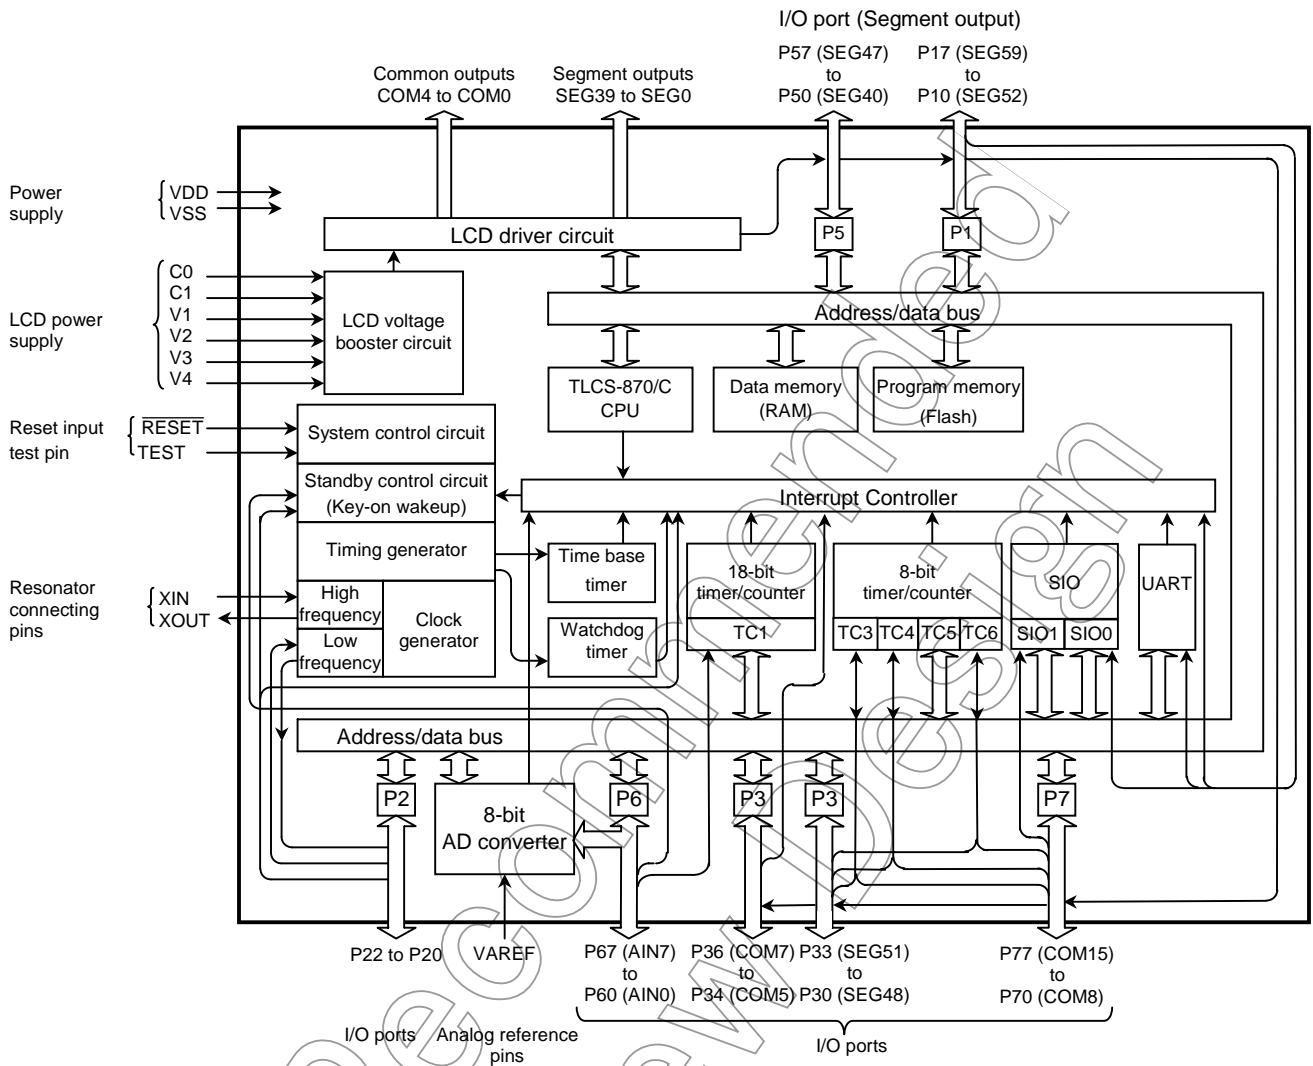 I/O port (Segment output)
P57 (SEG47)
to
P50 (SEG40)
P17 (SEG59)
to
P10 (SEG52)
Common outputs
COM4 to COM0
Segment outputs
SEG39 to SEG0
Power
supply
VDD
VSS
LCD driver circuit
P5
P1
LCD power
supply
C0
C1
V1
V2
V3
V4
LCD voltage
booster circuit
Address/data bus
TLCS-870/C
CPU
Data memory
(RAM)
Program memory
(Flash)
Reset input
test pin
RESET
TEST
System control circuit
Standby control circuit
(Key-on wakeup)
Interrupt Controller
Timing generator
Time base
timer
18-bit
timer/counter
TC1
8-bit
timer/counter
TC3
TC4
TC5
TC6
SIO
SIO1
SIO0
UART
Resonator
connecting
pins
XIN
XOUT
High
frequency
Low
frequency
Clock
generator
Watchdog
timer
Address/data bus
P2
8-bit
AD converter
P6
P3
P3
P7
P22 to P20
VAREF
P67 (AIN7)
to
P60 (AIN0)
P36 (COM7)
to
P34 (COM5)
P33 (SEG51)
to
P30 (SEG48)
P77 (COM15)
to
P70 (COM8)
I/O ports
Analog reference
pins
I/O ports
Recommended
New Design